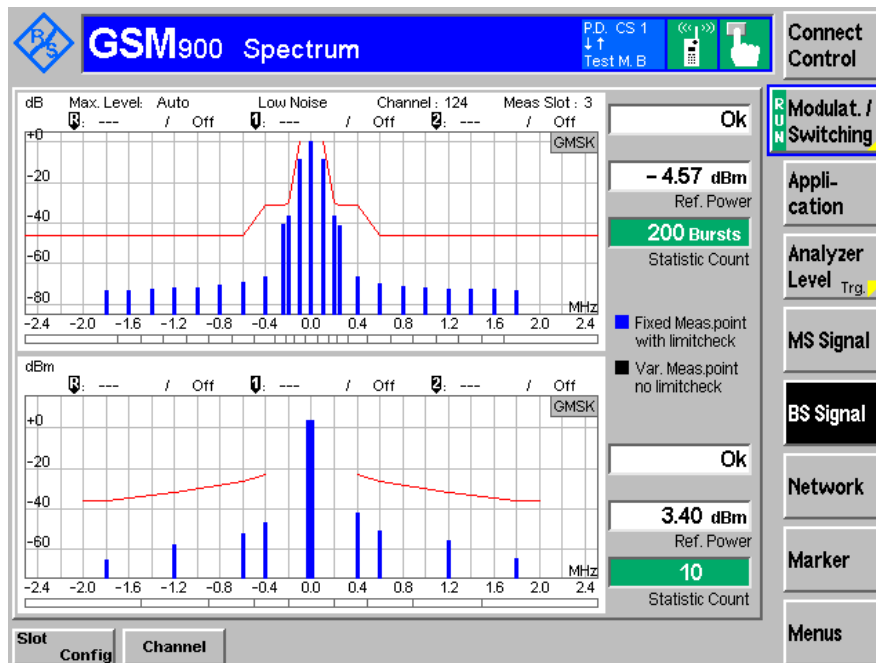 R&S
GSM900 Spectrum
P.D. CS 1
Test M. B
Connect Control
dB Max. Level: Auto Low Noise Channel : 124 Meas Slot : 3
R: --- / Off 1: --- / Off 2: --- / Off
GMSK
+0
-20
-40
-60
-80
MHz
-2.4 -2.0 -1.6 -1.2 -0.8 -0.4 0.0 0.4 0.8 1.2 1.6 2.0 2.4
Ok
- 4.57 dBm
Ref. Power
200 Bursts
Statistic Count
Fixed Meas.point
with limitcheck
Var. Meas.point
no limitcheck
dBm
R: --- / Off 1: --- / Off 2: --- / Off
GMSK
+0
-20
-40
-60
MHz
-2.4 -2.0 -1.6 -1.2 -0.8 -0.4 0.0 0.4 0.8 1.2 1.6 2.0 2.4
Ok
3.40 dBm
Ref. Power
10
Statistic Count
RUN
Modulat. /
Switching
Appli-
cation
Analyzer
Level Trg.
MS Signal
BS Signal
Network
Marker
Menus
Slot
Config
Channel